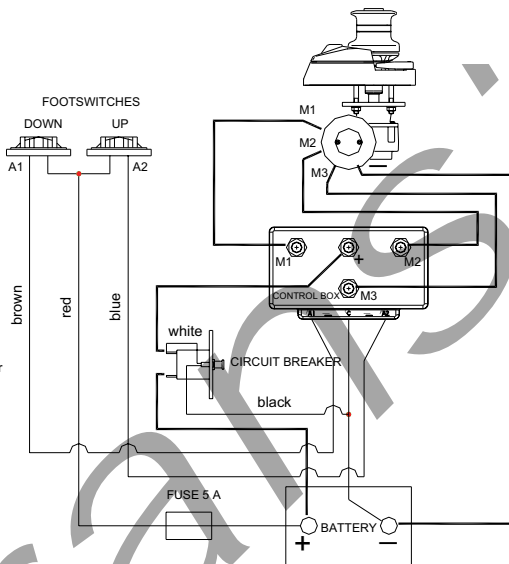 FOOTSWITCHES
DOWN UP
A1 A2
M1
M2
M3
M1 + M2
CONTROL BOX M3
A1 — C — A2
brown
red
blue
white
CIRCUIT BREAKER
black
FUSE 5 A
BATTERY
+ —
r